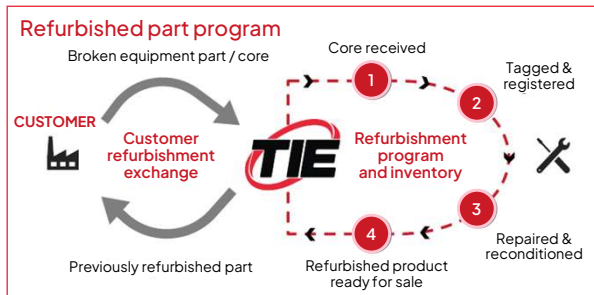 Refurbished part program
Broken equipment part / core
Core received
1
Tagged &
registered
2
CUSTOMER
Customer
refurbishment
exchange
TIE
Refurbishment
program
and inventory
3
Repaired &
reconditioned
4
Refurbished product
ready for sale
Previously refurbished part